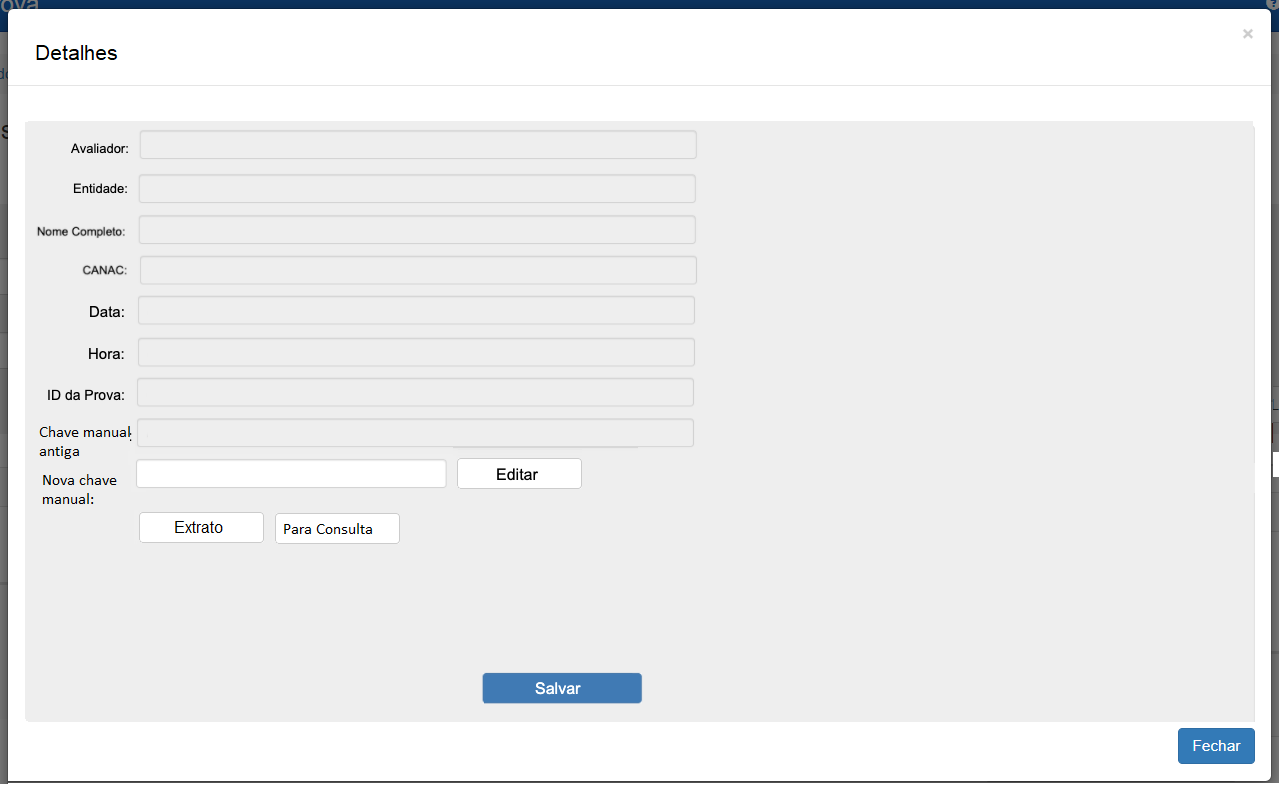 ova
Detalhes
×
Avaliador:
Entidade:
Nome Completo:
CANAC:
Data:
Hora:
ID da Prova:
Chave manual:
antiga
Nova chave
manual:
Editar
Extrato
Para Consulta
Salvar
Fechar